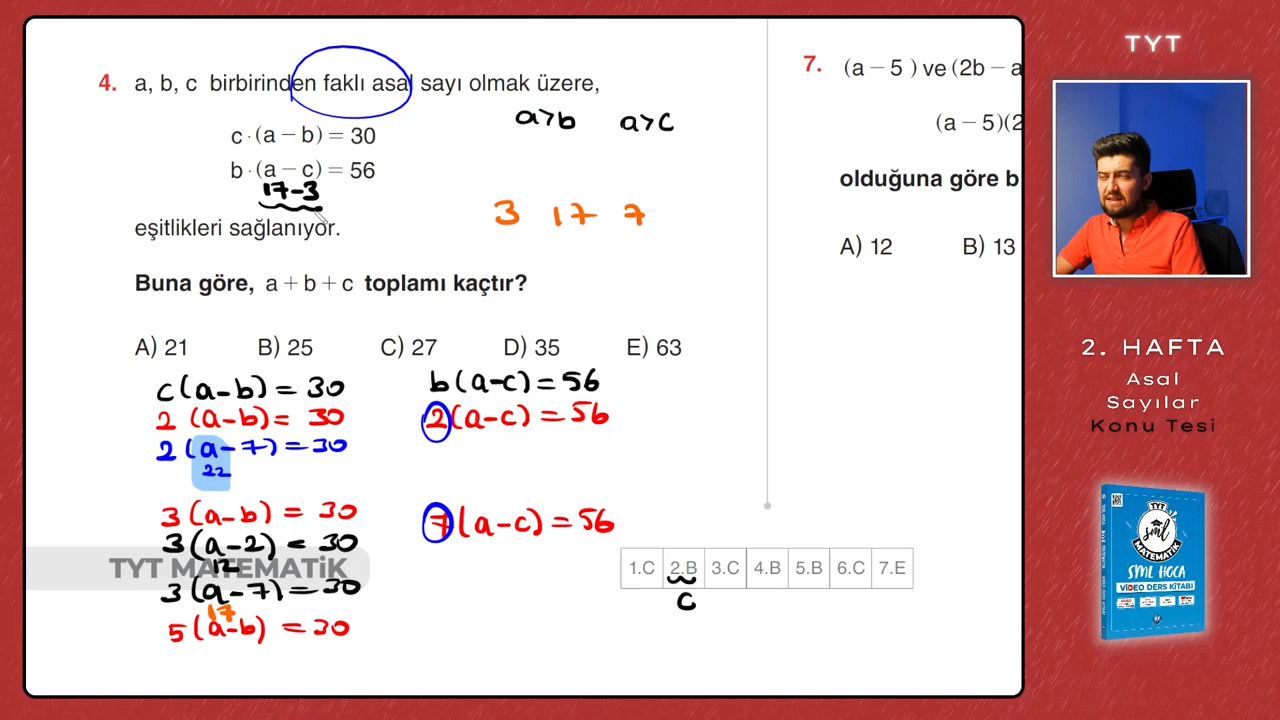 4. a, b, c birbirinden faklı asal sayı olmak üzere,
a>b a>c
c · (a − b) = 30
b · (a − c) = 56
17-3
3 17 7
eşitlikleri sağlanıyor.
Buna göre, a + b + c toplamı kaçtır?
A) 21 B) 25 C) 27 D) 35 E) 63
c(a-b) = 30
2 (a-b) = 30
2 (a-7) = 30
22
3 (a-b) = 30
3 (a-2) = 30
12
3 (a-7) = 30
17
5 (a-b) = 30
b(a-c) = 56
2(a-c) = 56
7(a-c) = 56
TYT MATEMATİK
1.C 2.B 3.C 4.B 5.B 6.C 7.E
C
7. (a − 5 ) ve (2b − a
(a − 5)(2
olduğuna göre b
A) 12 B) 13
TYT
2. HAFTA
Asal
Sayılar
Konu Tesi
TYT
MATEMATİK
SML HOCA
VİDEO DERS KİTABI